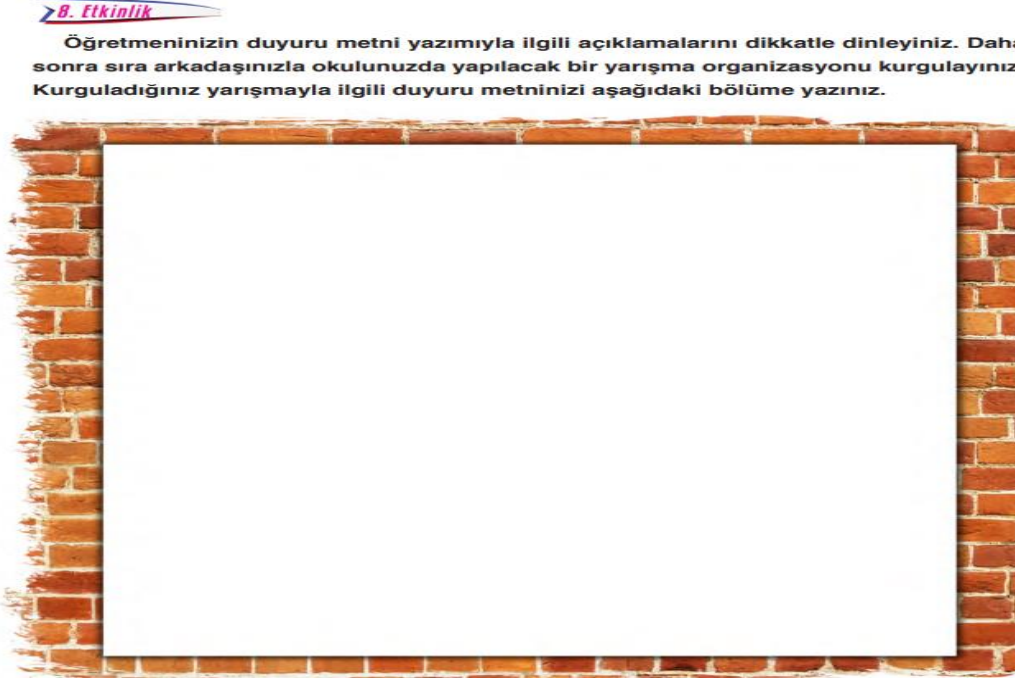 8. Etkinlik
Öğretmeninizin duyuru metni yazımıyla ilgili açıklamalarını dikkatle dinleyiniz. Daha
sonra sıra arkadaşınızla okulunuzda yapılacak bir yarışma organizasyonu kurgulayınız
Kurguladığınız yarışmayla ilgili duyuru metninizi aşağıdaki bölüme yazınız.